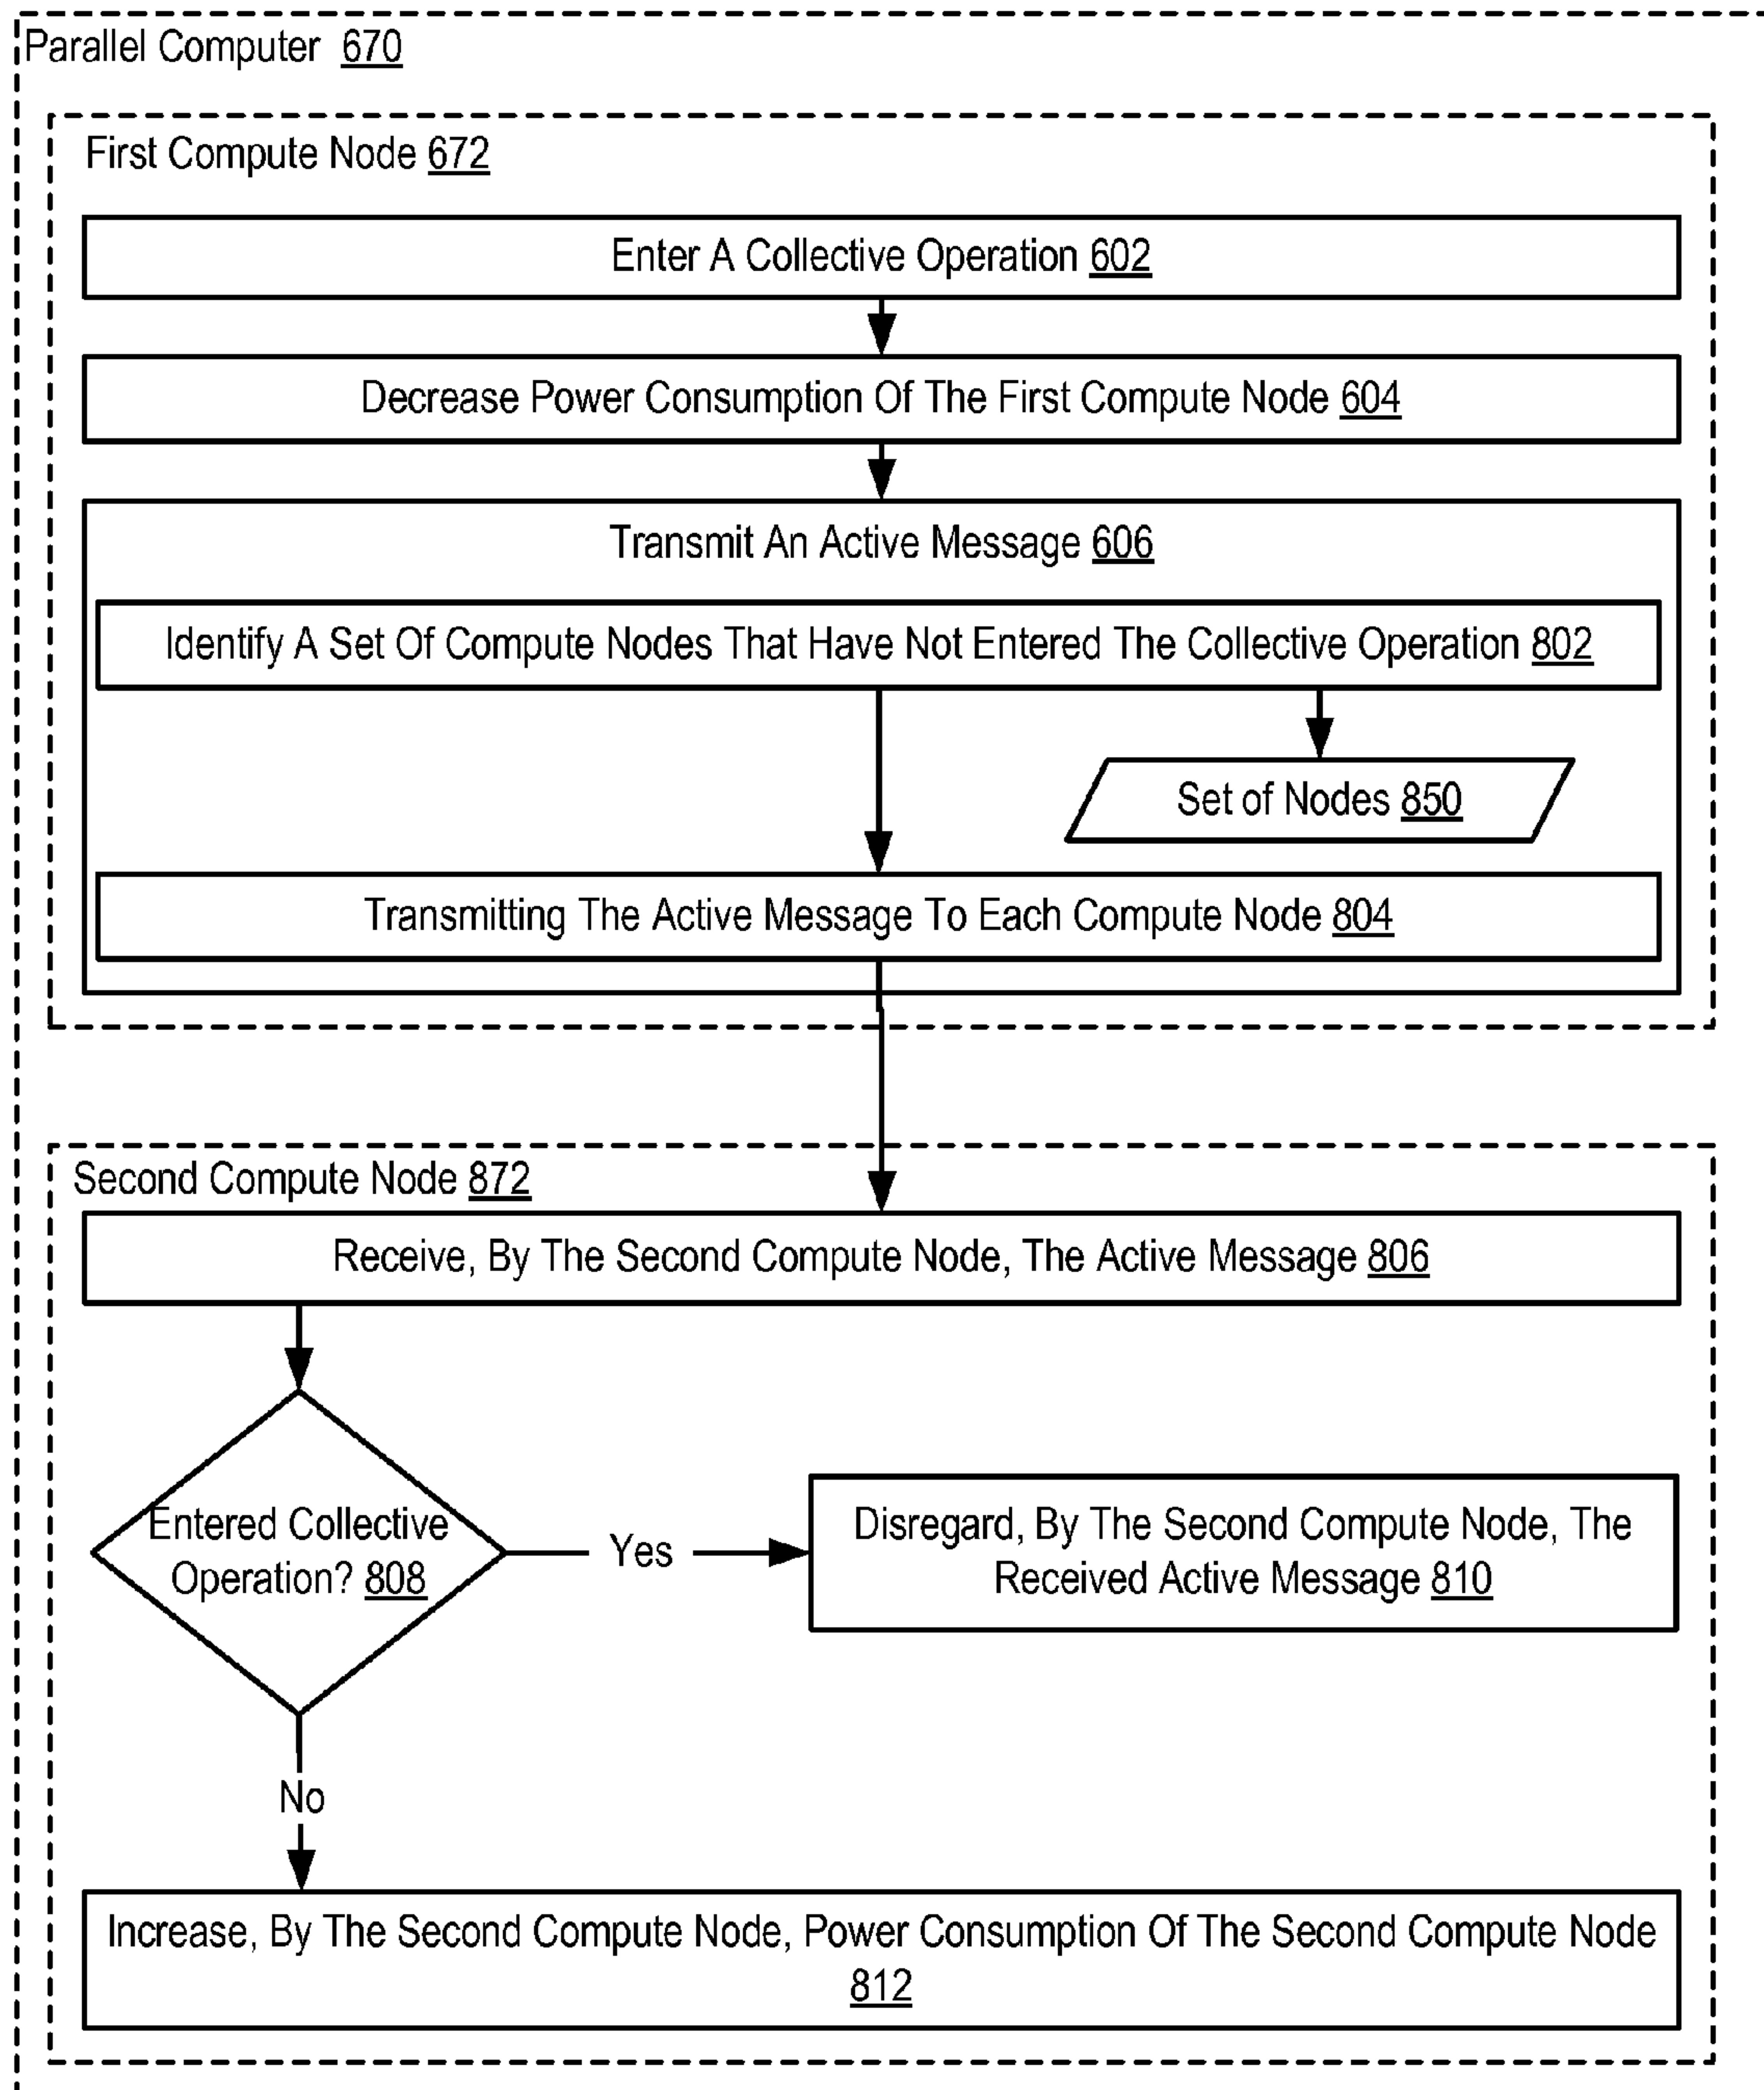 Parallel Computer 670
First Compute Node 672
Enter A Collective Operation 602
Decrease Power Consumption Of The First Compute Node 604
Transmit An Active Message 606
Identify A Set Of Compute Nodes That Have Not Entered The Collective Operation 802
Set of Nodes 850
Transmitting The Active Message To Each Compute Node 804
Second Compute Node 872
Receive, By The Second Compute Node, The Active Message 806
Entered Collective
Operation? 808
Yes
Disregard, By The Second Compute Node, The
Received Active Message 810
No
Increase, By The Second Compute Node, Power Consumption Of The Second Compute Node
812